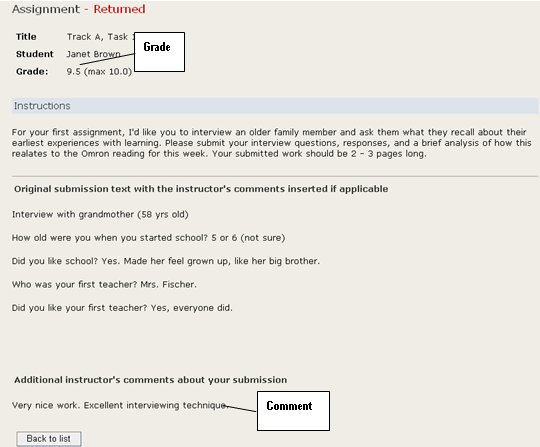 Assignment - Returned
Title Track A, Task
Grade
Student Janet Brown
Grade: 9.5 (max 10.0)
Instructions
For your first assignment, I'd like you to interview an older family member and ask them what they recall about their
earliest experiences with learning. Please submit your interview questions, responses, and a brief analysis of how this
realates to the Omron reading for this week. Your submitted work should be 2 - 3 pages long.
Original submission text with the instructor's comments inserted if applicable
Interview with grandmother (58 yrs old)
How old were you when you started school? 5 or 6 (not sure)
Did you like school? Yes. Made her feel grown up, like her big brother.
Who was your first teacher? Mrs. Fischer.
Did you like your first teacher? Yes, everyone did.
Additional instructor's comments about your submission
Very nice work. Excellent interviewing technique.
Comment
Back to list